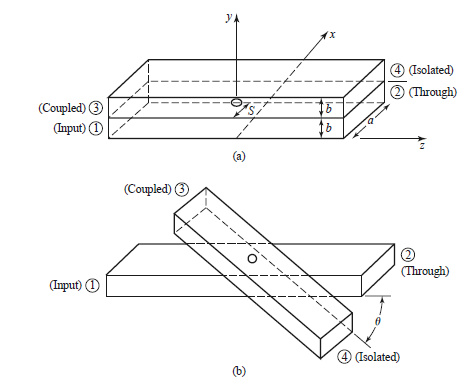 y
x
④ (Isolated)
② (Through)
(Coupled) ③
S
b
a
(Input) ①
b
z
(a)
(Coupled) ③
②
(Through)
(Input) ①
θ
④ (Isolated)
(b)